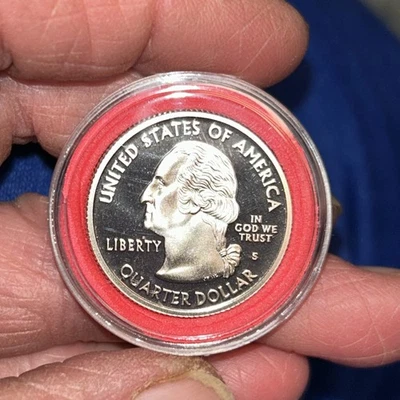 UNITED STATES OF AMERICA
LIBERTY
IN
GOD WE
TRUST
S
QUARTER DOLLAR